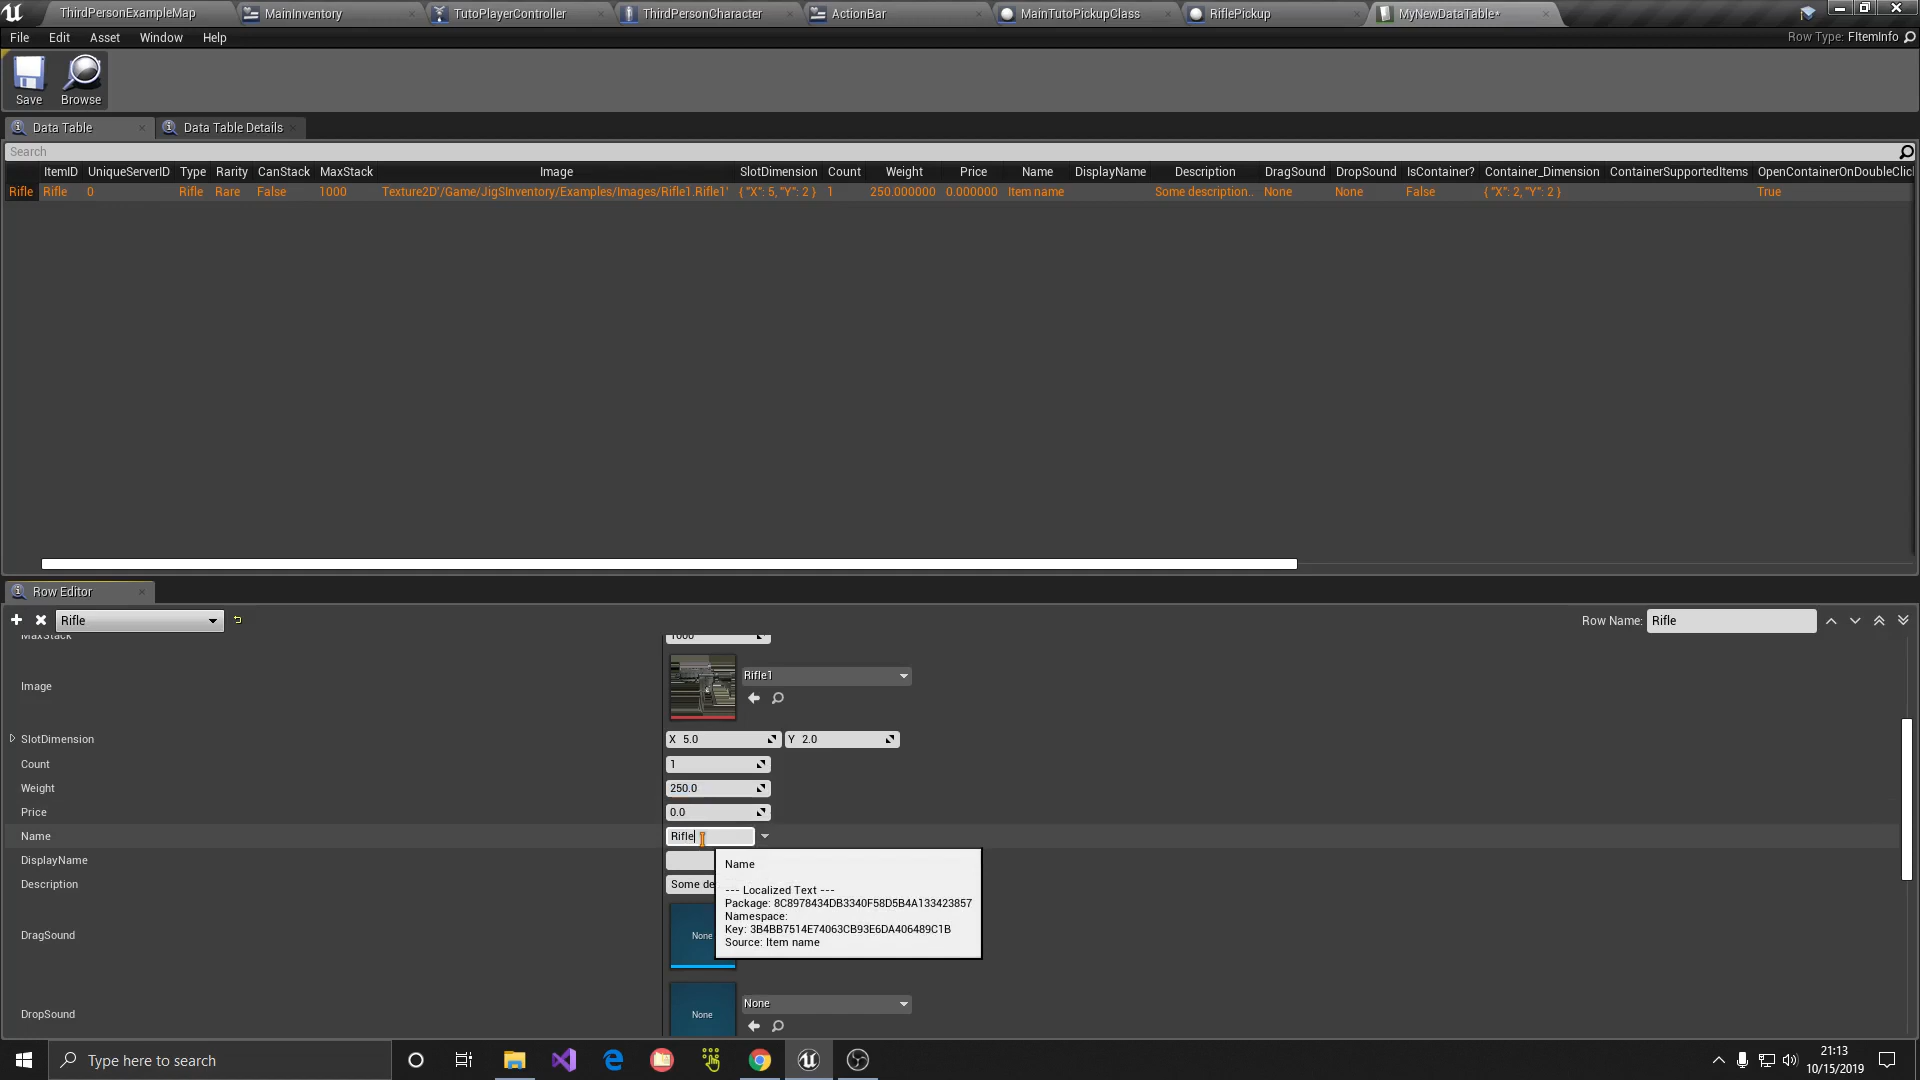 ThirdPersonExampleMap MainInventory TutoPlayerController ThirdPersonCharacter ActionBar MainTutoPickupClass RiflePickup MyNewDataTable*
File Edit Asset Window Help Row Type: FItemInfo
Save Browse
Data Table Data Table Details
Search
ItemID UniqueServerID Type Rarity CanStack MaxStack Image SlotDimension Count Weight Price Name DisplayName Description DragSound DropSound IsContainer? Container_Dimension ContainerSupportedItems OpenContainerOnDoubleClic
Rifle Rifle 0 Rifle Rare False 1000 Texture2D'/Game/JigSInventory/Examples/Images/Rifle1.Rifle1' { "X": 5, "Y": 2 } 1 250.000000 0.000000 Item name Some description.. None None False { "X": 2, "Y": 2 } True
Row Editor
Rifle Row Name: Rifle
MaxStack 1000
Image Rifle1
SlotDimension X 5.0 Y 2.0
Count 1
Weight 250.0
Price 0.0
Name Rifle
DisplayName
Description Some de
Name
--- Localized Text ---
Package: 8C8978434DB3340F58D5B4A133423857
Namespace:
Key: 3B4BB7514E74063CB93E6DA406489C1B
Source: Item name
DragSound None
DropSound None None
Type here to search
21:13
10/15/2019